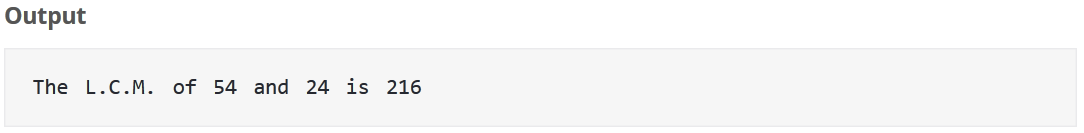 Output
The L.C.M. of 54 and 24 is 216